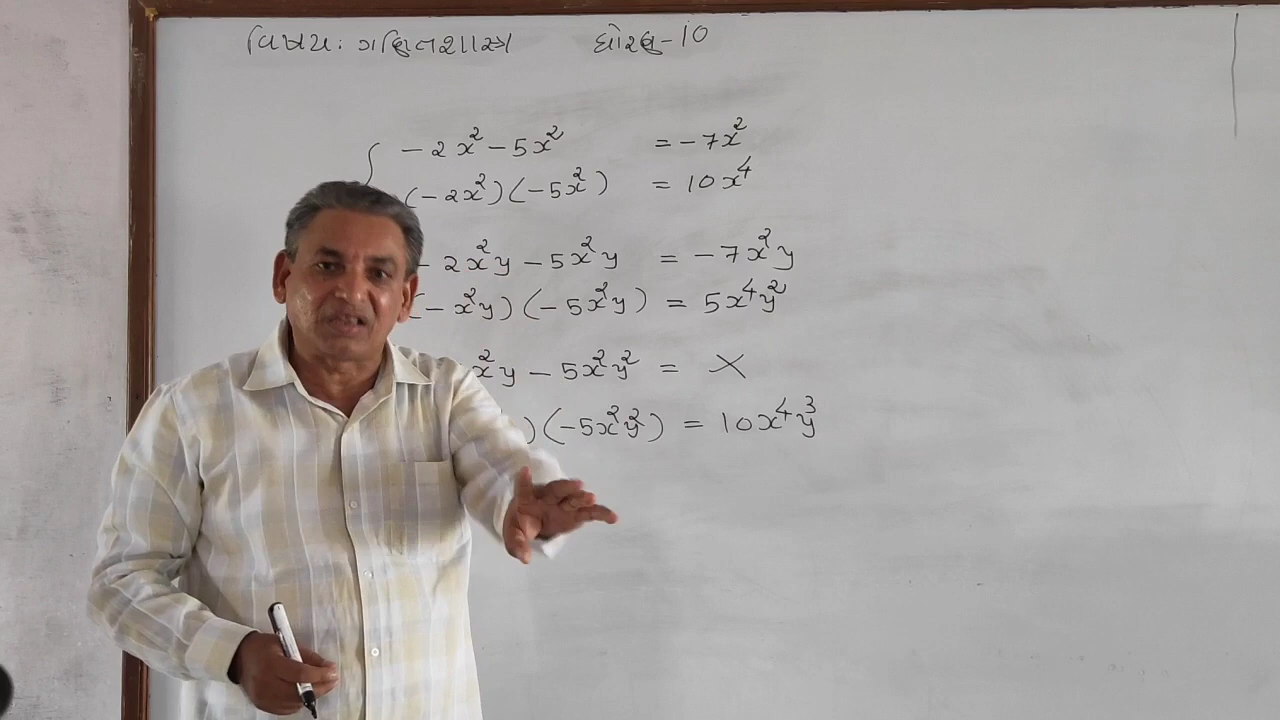 વિષય: ગણિતશાસ્ત્ર ધોરણ-10
-2x² -5x² = -7x²
(-2x²)(-5x²) = 10x⁴
-2x²y -5x²y = -7x²y
(-x²y)(-5x²y) = 5x⁴y²
x²y -5x²y² = X
)(-5x²y²) = 10x⁴y³